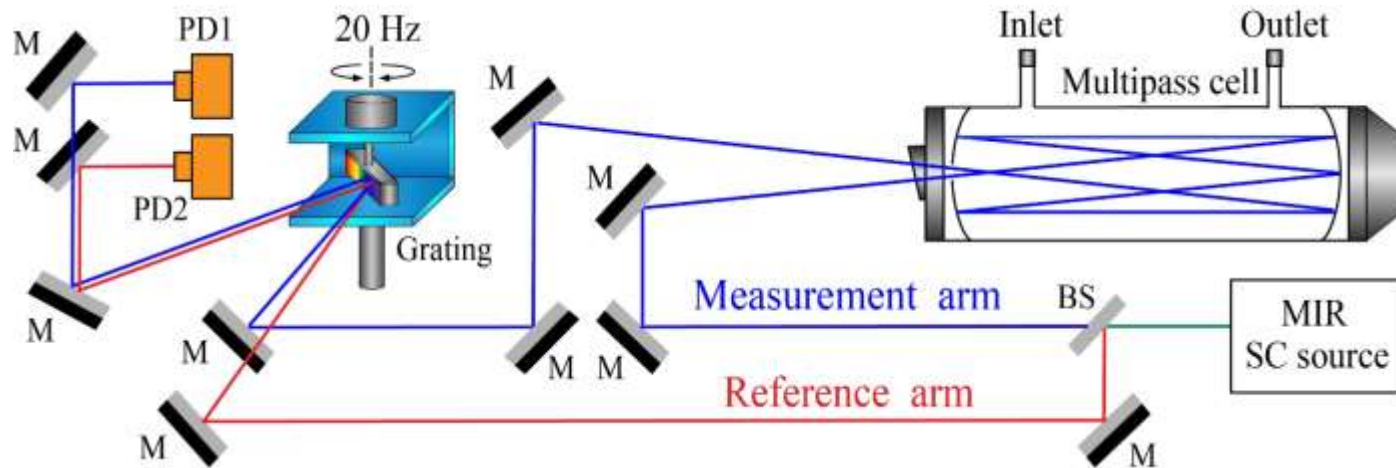 M
PD1
20 Hz
M
Inlet
Outlet
Multipass cell
M
PD2
M
Grating
Measurement arm
BS
MIR
SC source
M
M
M
M
Reference arm
M
M